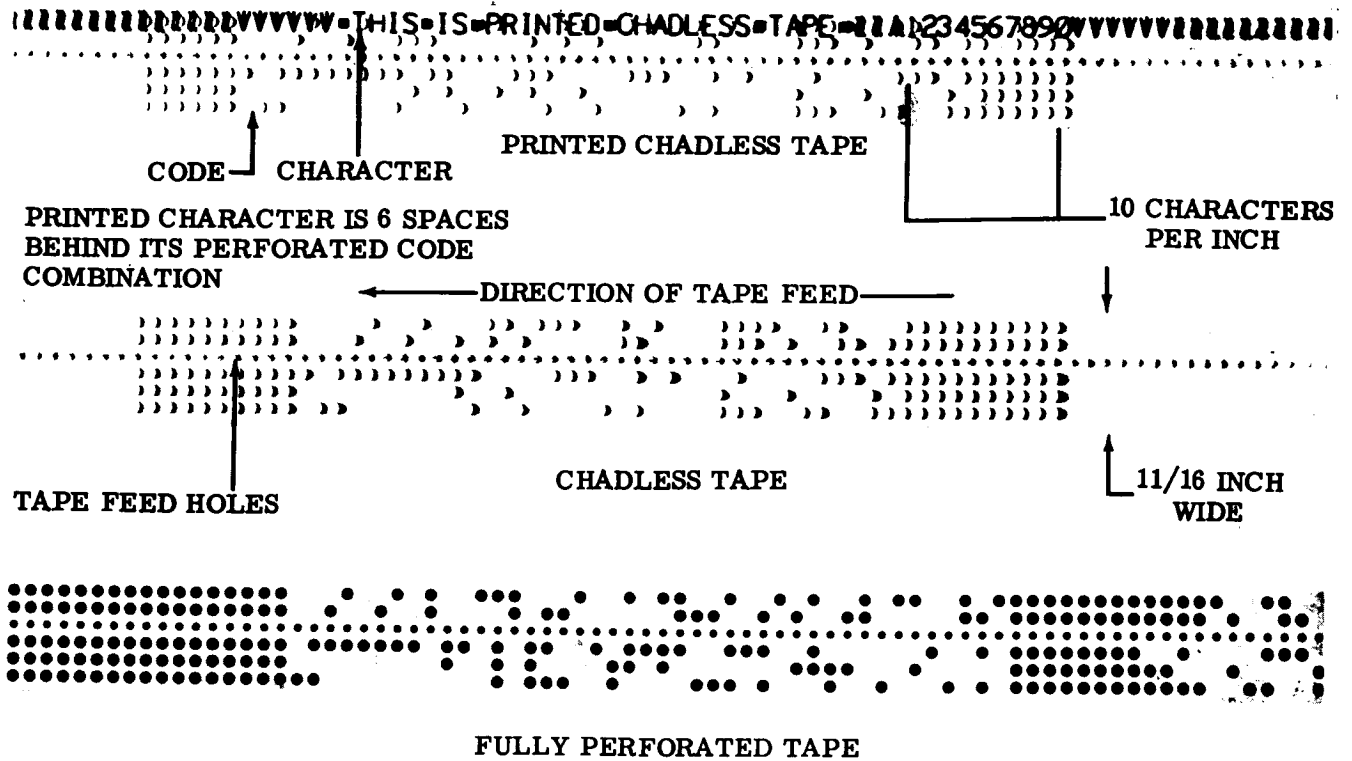 THIS IS PRINTED CHADLESS TAPE 234567890
PRINTED CHADLESS TAPE
CODE CHARACTER
PRINTED CHARACTER IS 6 SPACES
BEHIND ITS PERFORATED CODE
COMBINATION
10 CHARACTERS
PER INCH
DIRECTION OF TAPE FEED
TAPE FEED HOLES
CHADLESS TAPE
11/16 INCH
WIDE
FULLY PERFORATED TAPE